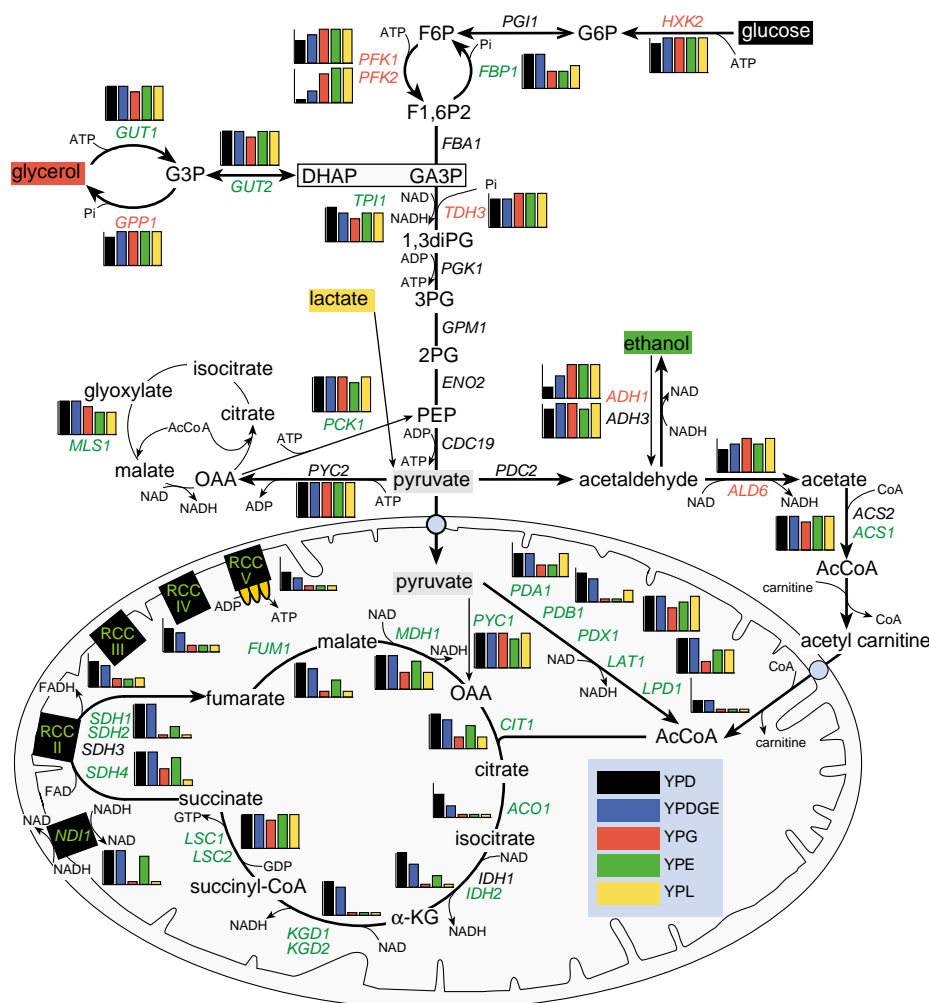 F6P
PGI1
G6P
HXK2
glucose
ATP
PFK1
PFK2
ATP
Pi
FBP1
F1,6P2
GUT1
ATP
FBA1
glycerol
G3P
GUT2
DHAP
GA3P
Pi
GPP1
TPI1
NAD
NADH
Pi
TDH3
1,3diPG
ADP
ATP
PGK1
lactate
3PG
GPM1
2PG
ethanol
isocitrate
glyoxylate
ENO2
citrate
PCK1
PEP
ADH1
ADH3
NAD
NADH
MLS1
AcCoA
ATP
ADP
ATP
CDC19
malate
OAA
PYC2
pyruvate
PDC2
acetaldehyde
acetate
NAD
NADH
ADP
ATP
NAD
ALD6
NADH
CoA
ACS2
ACS1
AcCoA
carnitine
CoA
acetyl carnitine
CoA
carnitine
RCC
V
RCC
IV
RCC
III
ADP
ATP
pyruvate
PDA1
PDB1
PDX1
LAT1
LPD1
NAD
NADH
PYC1
NAD
MDH1
NADH
malate
FUM1
OAA
fumarate
FADH
RCC
II
SDH1
SDH2
SDH3
SDH4
FAD
CIT1
AcCoA
citrate
ACO1
succinate
GTP
NADH
NAD
NDI1
NAD
NADH
LSC1
LSC2
GDP
isocitrate
NAD
IDH1
IDH2
succinyl-CoA
NADH
α-KG
NADH
KGD1
KGD2
NAD
YPD
YPDGE
YPG
YPE
YPL